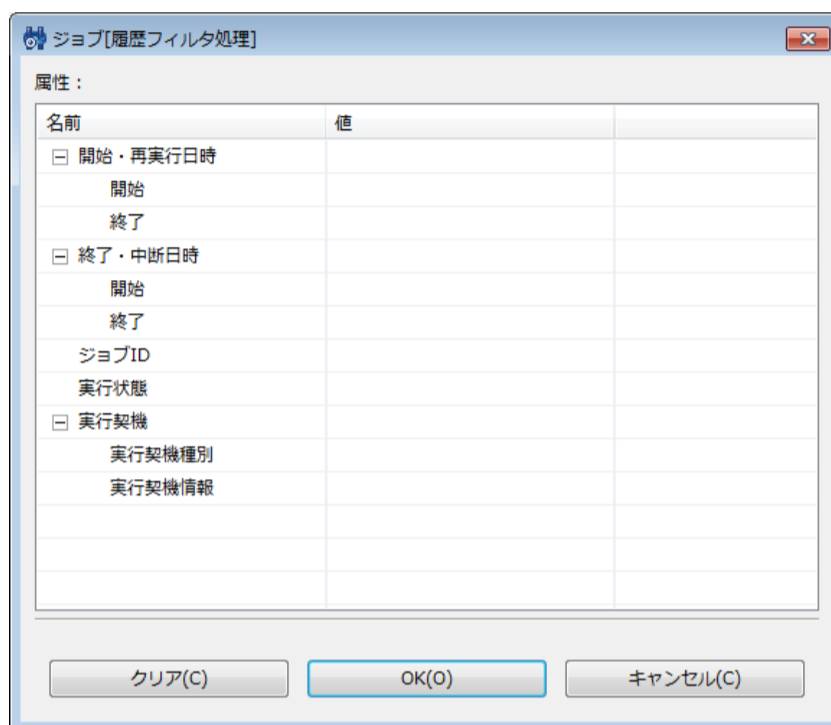 ジョブ[履歴フィルタ処理]
属性：
名前 値
開始・再実行日時
開始
終了
終了・中断日時
開始
終了
ジョブID
実行状態
実行契機
実行契機種別
実行契機情報
クリア(C) OK(O) キャンセル(C)